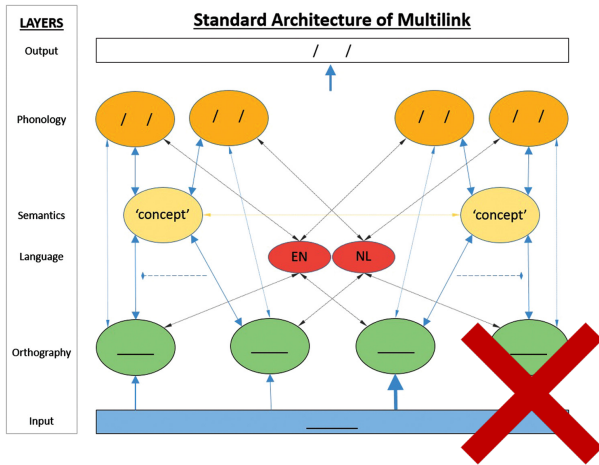 LAYERS
Standard Architecture of Multilink
Output
/ /
Phonology
/ / / / / / / /
Semantics
'concept' 'concept'
Language
EN NL
Orthography
Input